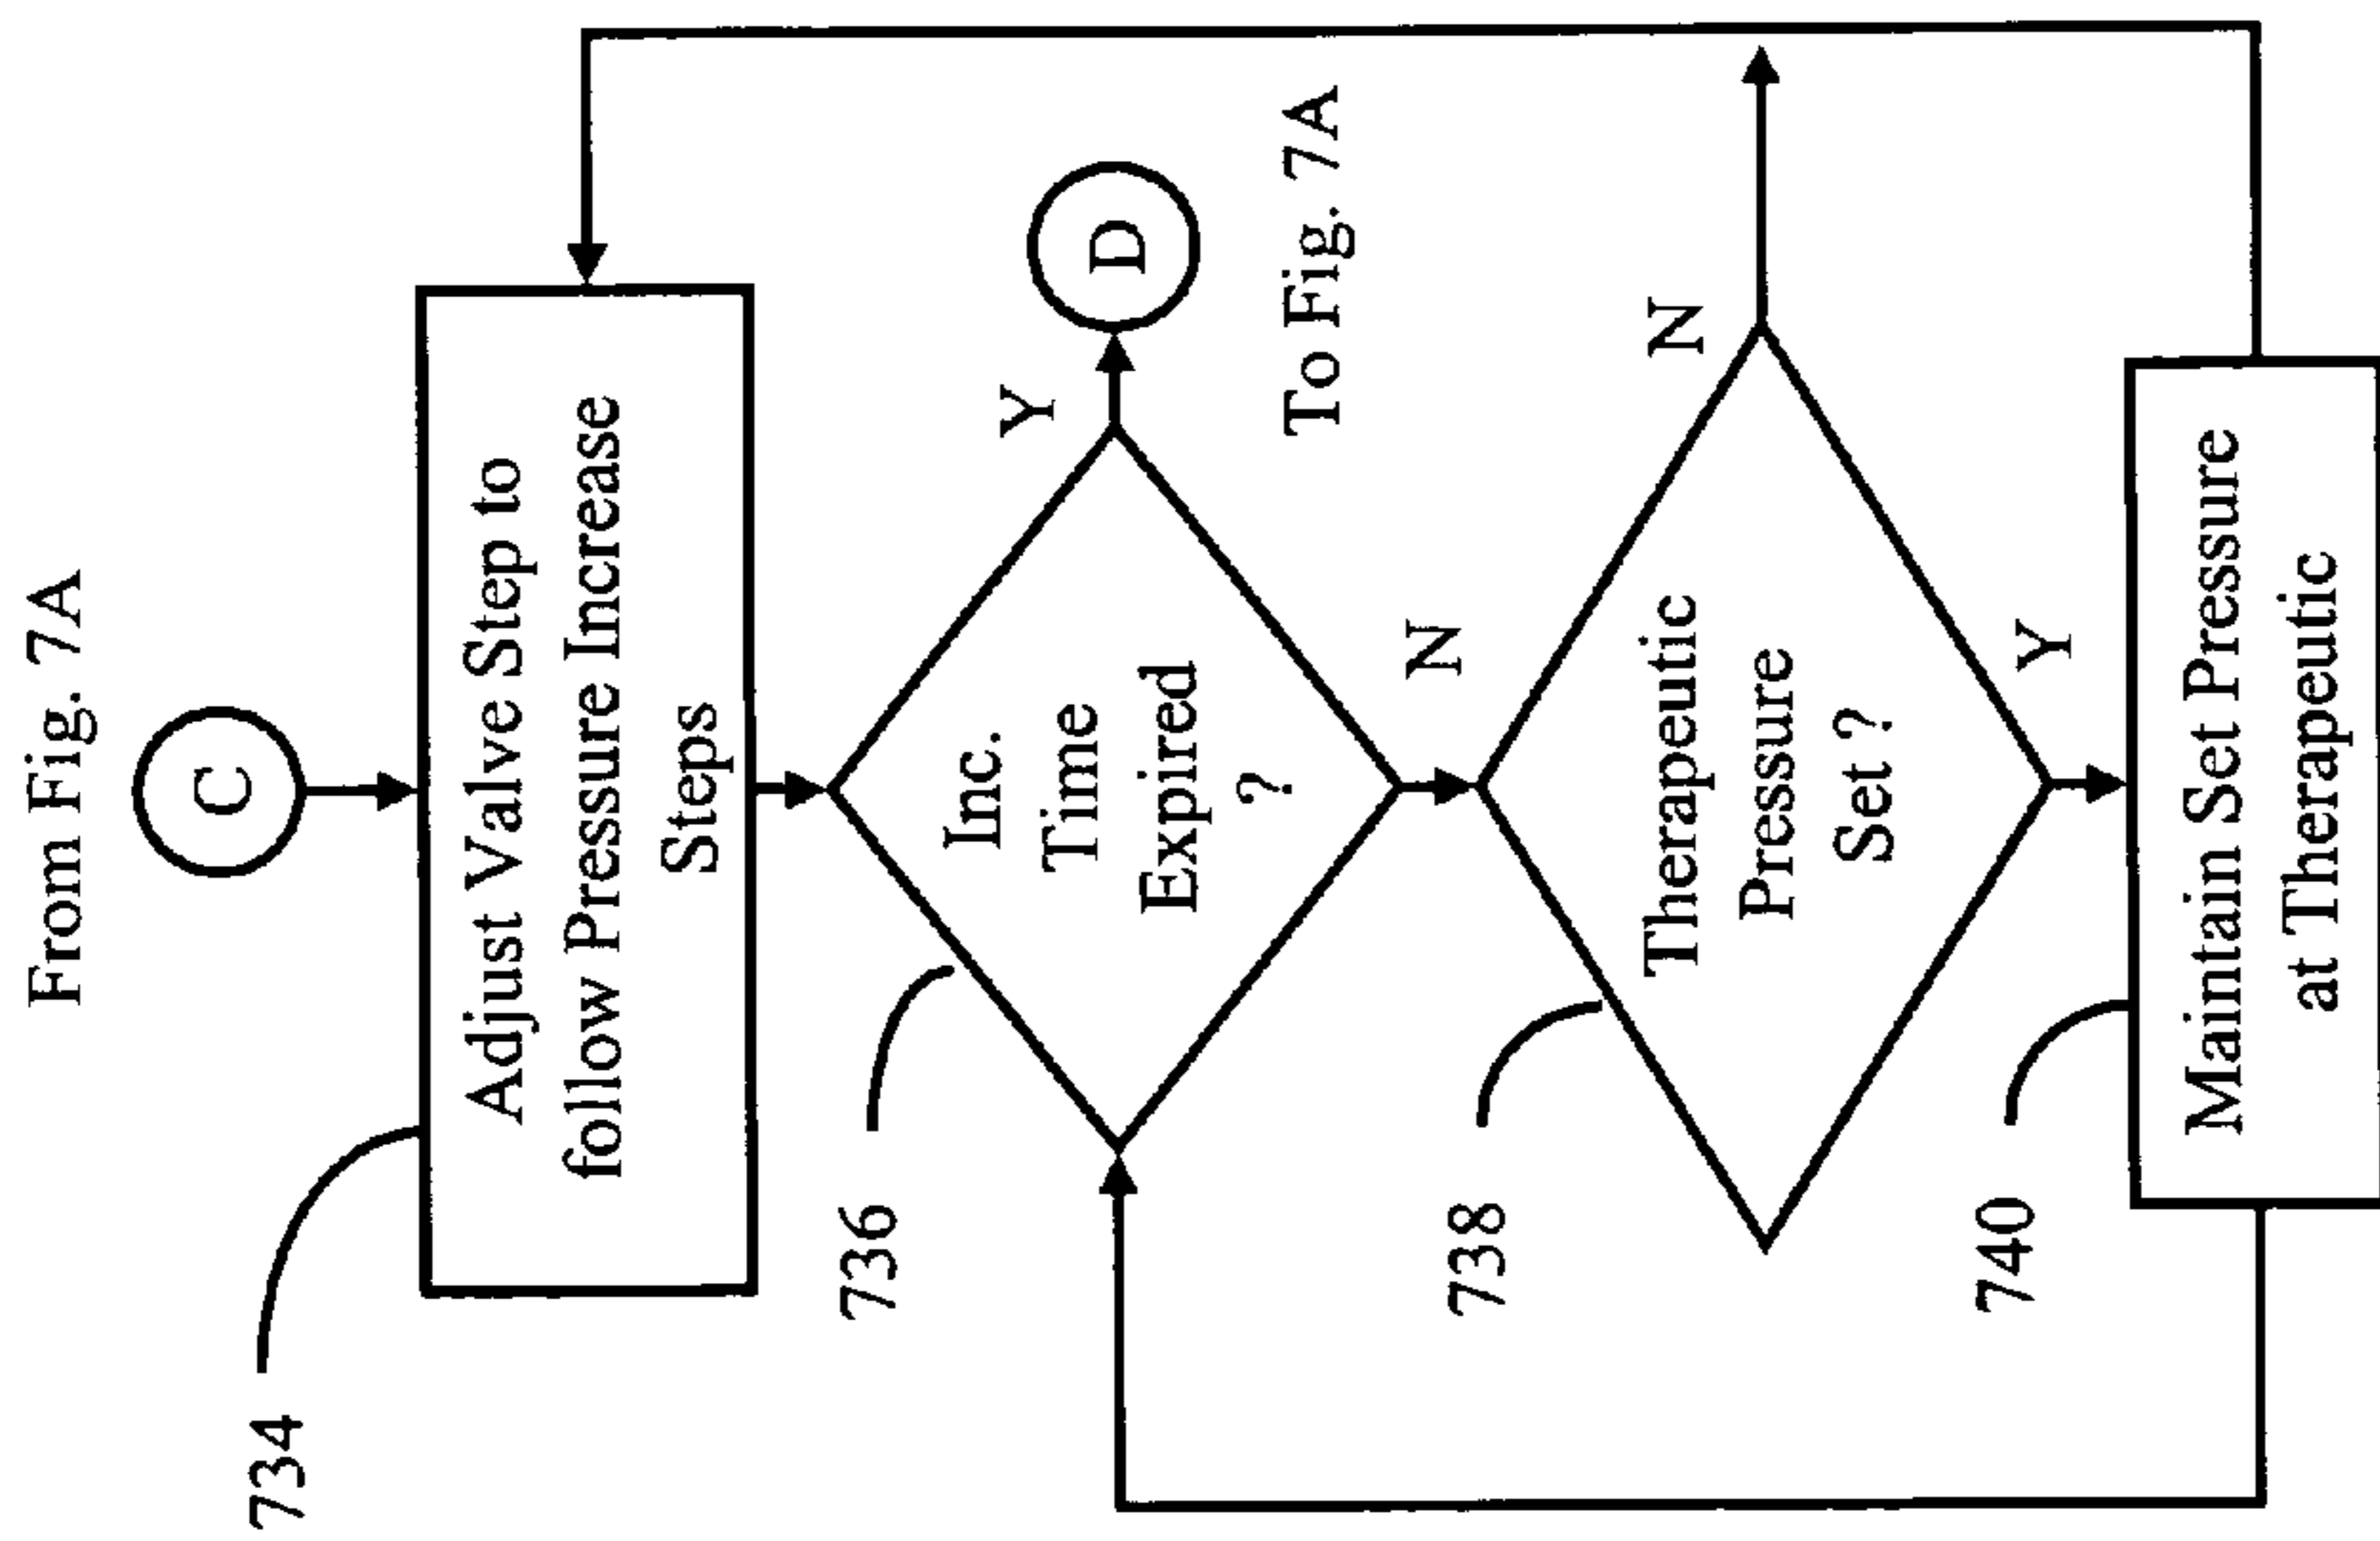 From Fig. 7A
C
734
Adjust Valve Step to
follow Pressure Increase
Steps
736
Inc.
Time
Expired
?
Y
D
To Fig. 7A
N
738
Therapeutic
Pressure
Set ?
N
Y
740
Maintain Set Pressure
at Therapeutic